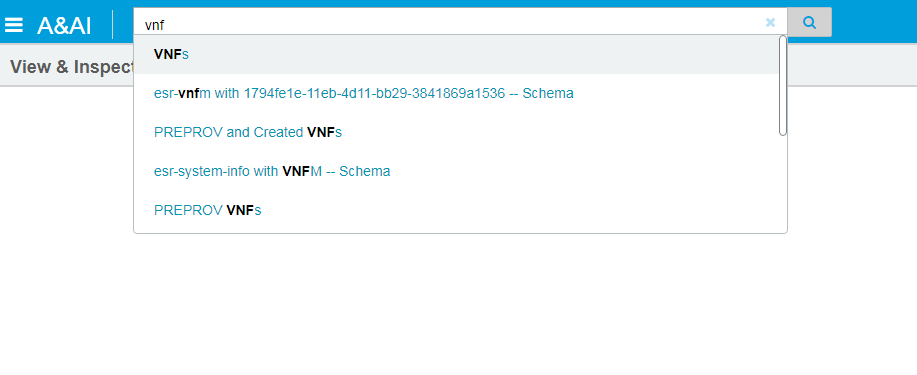 A&AI
vnf
View & Inspect
VNFs
esr-vnfm with 1794fe1e-11eb-4d11-bb29-3841869a1536 -- Schema
PREPROV and Created VNFs
esr-system-info with VNFM -- Schema
PREPROV VNFs